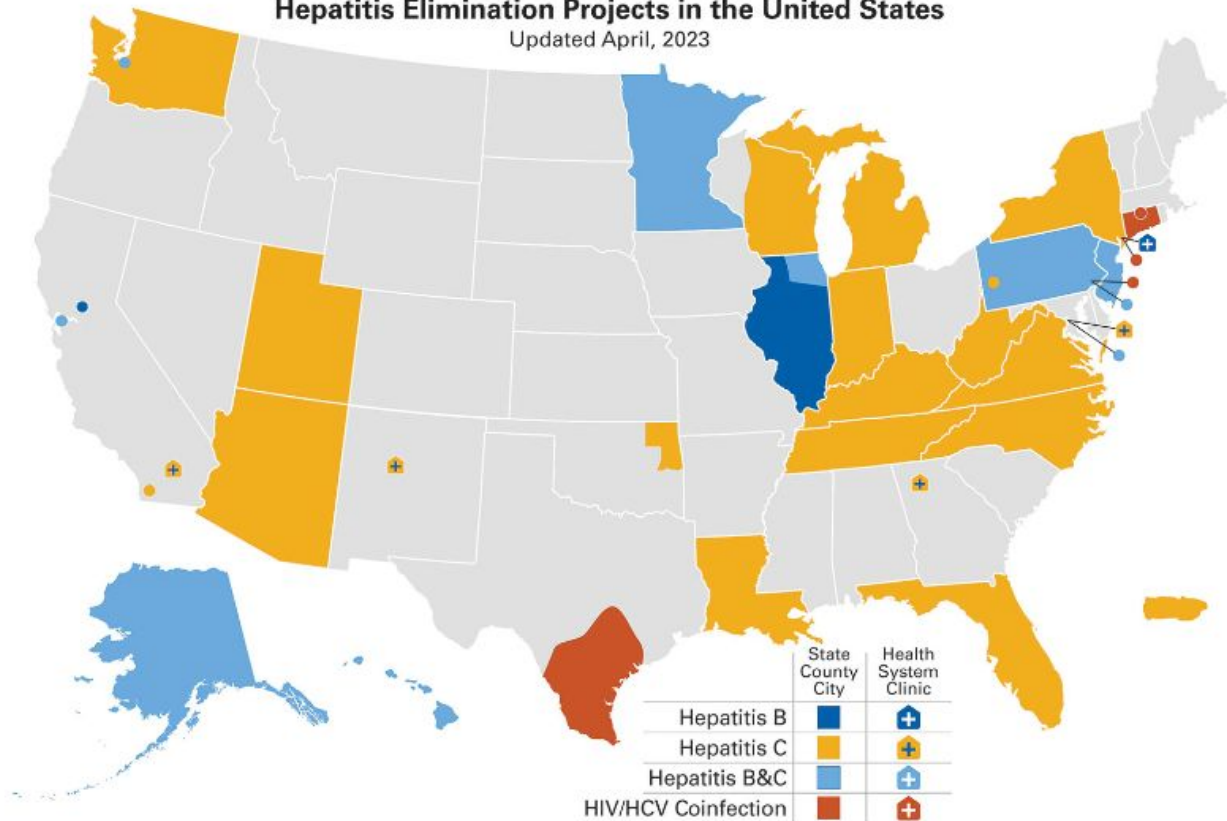 Hepatitis Elimination Projects in the United States
Updated April, 2023
State
County
City
Health
System
Clinic
Hepatitis B
Hepatitis C
Hepatitis B&C
HIV/HCV Coinfection